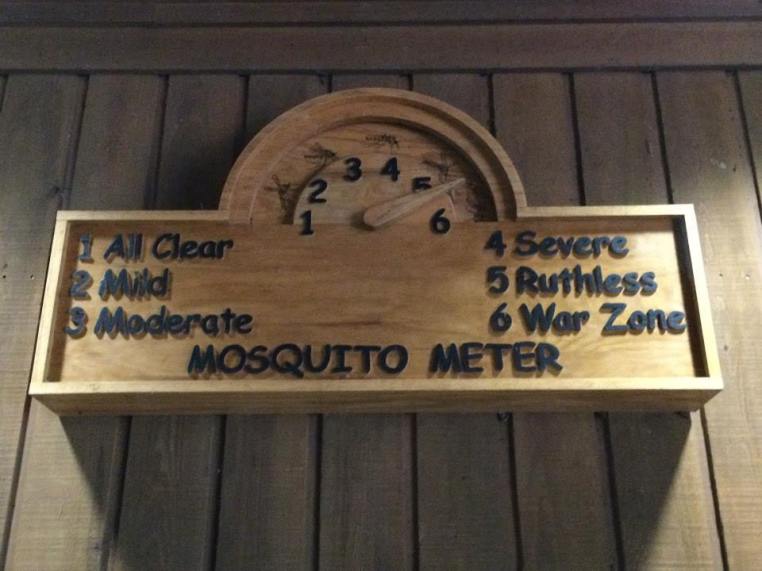 1 2 3 4 5 6
1 All Clear
2 Mild
3 Moderate
4 Severe
5 Ruthless
6 War Zone
MOSQUITO METER